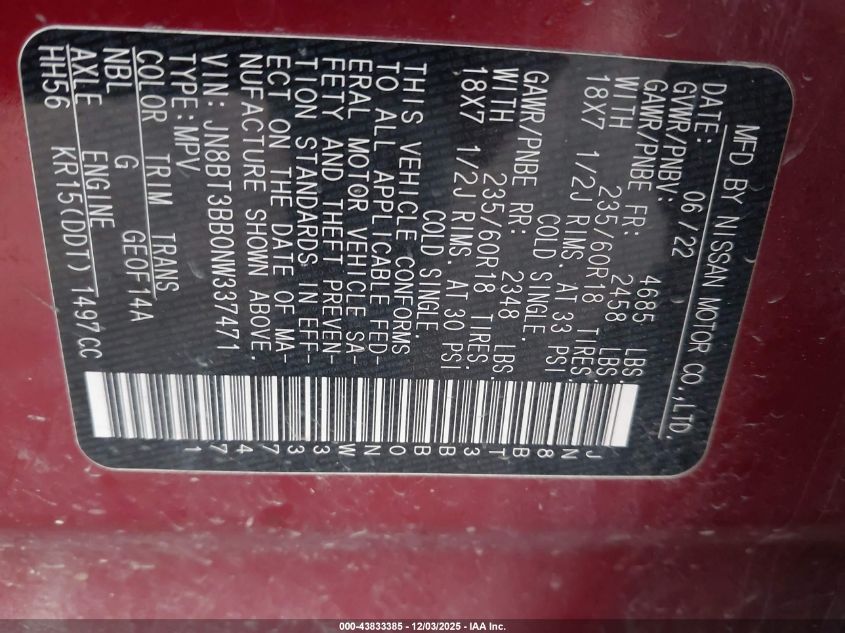 MFD BY NISSAN MOTOR CO.,LTD.
DATE: 06/22
GVWR/PNBV: 4685 LBS.
GAWR/PNBE FR: 2458 LBS.
WITH 235/60R18 TIRES.
18X7 1/2J RIMS. AT 33 PSI
COLD SINGLE.
GAWR/PNBE RR: 2348 LBS.
WITH 235/60R18 TIRES.
18X7 1/2J RIMS. AT 30 PSI
COLD SINGLE
THIS VEHICLE CONFORMS
TO ALL APPLICABLE FED-
ERAL MOTOR VEHICLE SA-
FETY AND THEFT PREVEN-
TION STANDARDS IN EFF-
ECT ON THE DATE OF MA-
NUFACTURE SHOWN ABOVE.
VIN: JN8BT3BB0NW337471
TYPE:MPV
COLOR TRIM TRANS
NBL G GE0F14A
AXLE ENGINE
HH56 KR15(DDT) 1497CC
JN8BT3BB0NW337471
000-43833385 - 12/03/2025 - IAA Inc.